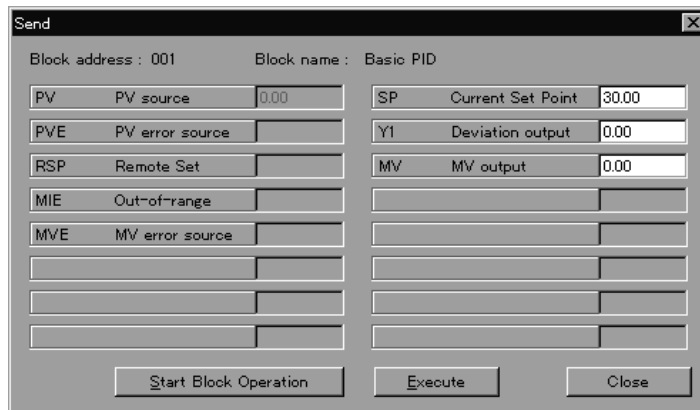 Send
Block address : 001 Block name : Basic PID
PV PV source 0.00 SP Current Set Point 30.00
PVE PV error source Y1 Deviation output 0.00
RSP Remote Set MV MV output 0.00
MIE Out-of-range
MVE MV error source
Start Block Operation Execute Close